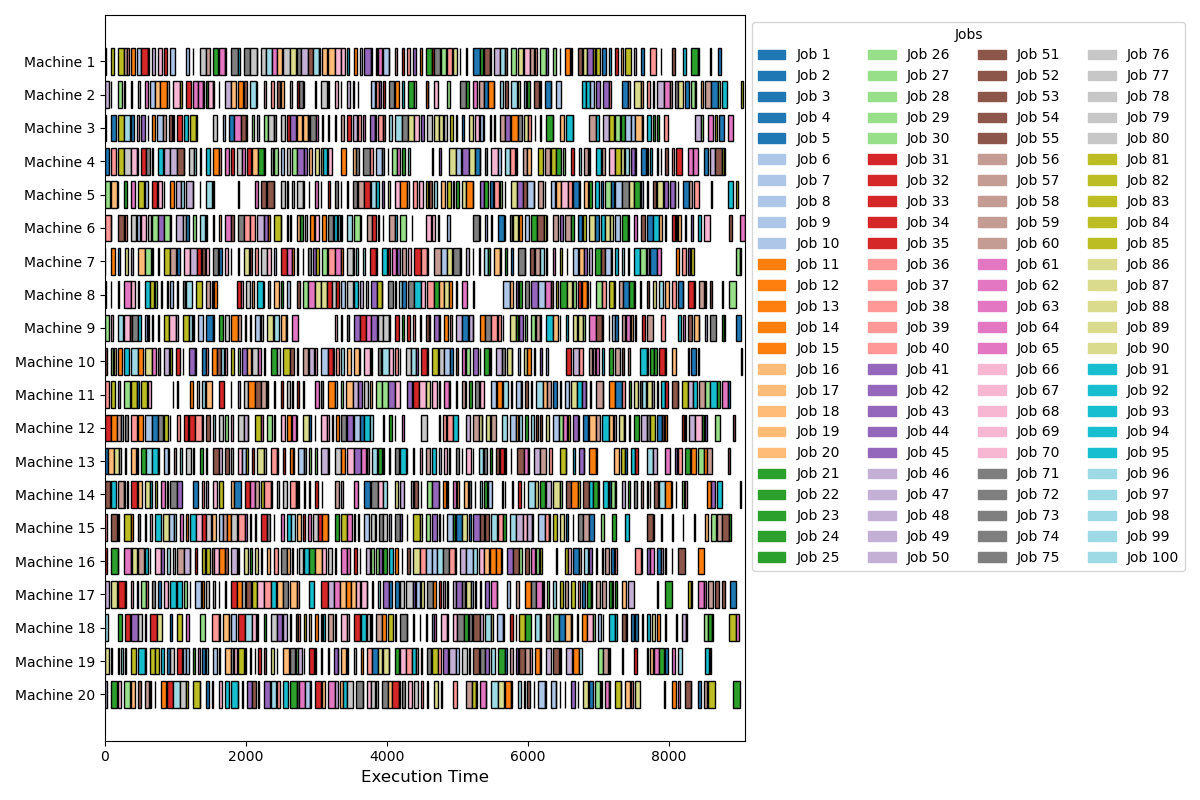 Machine 1
Machine 2
Machine 3
Machine 4
Machine 5
Machine 6
Machine 7
Machine 8
Machine 9
Machine 10
Machine 11
Machine 12
Machine 13
Machine 14
Machine 15
Machine 16
Machine 17
Machine 18
Machine 19
Machine 20
0 2000 4000 6000 8000
Execution Time
Jobs
Job 1 Job 26 Job 51 Job 76
Job 2 Job 27 Job 52 Job 77
Job 3 Job 28 Job 53 Job 78
Job 4 Job 29 Job 54 Job 79
Job 5 Job 30 Job 55 Job 80
Job 6 Job 31 Job 56 Job 81
Job 7 Job 32 Job 57 Job 82
Job 8 Job 33 Job 58 Job 83
Job 9 Job 34 Job 59 Job 84
Job 10 Job 35 Job 60 Job 85
Job 11 Job 36 Job 61 Job 86
Job 12 Job 37 Job 62 Job 87
Job 13 Job 38 Job 63 Job 88
Job 14 Job 39 Job 64 Job 89
Job 15 Job 40 Job 65 Job 90
Job 16 Job 41 Job 66 Job 91
Job 17 Job 42 Job 67 Job 92
Job 18 Job 43 Job 68 Job 93
Job 19 Job 44 Job 69 Job 94
Job 20 Job 45 Job 70 Job 95
Job 21 Job 46 Job 71 Job 96
Job 22 Job 47 Job 72 Job 97
Job 23 Job 48 Job 73 Job 98
Job 24 Job 49 Job 74 Job 99
Job 25 Job 50 Job 75 Job 100